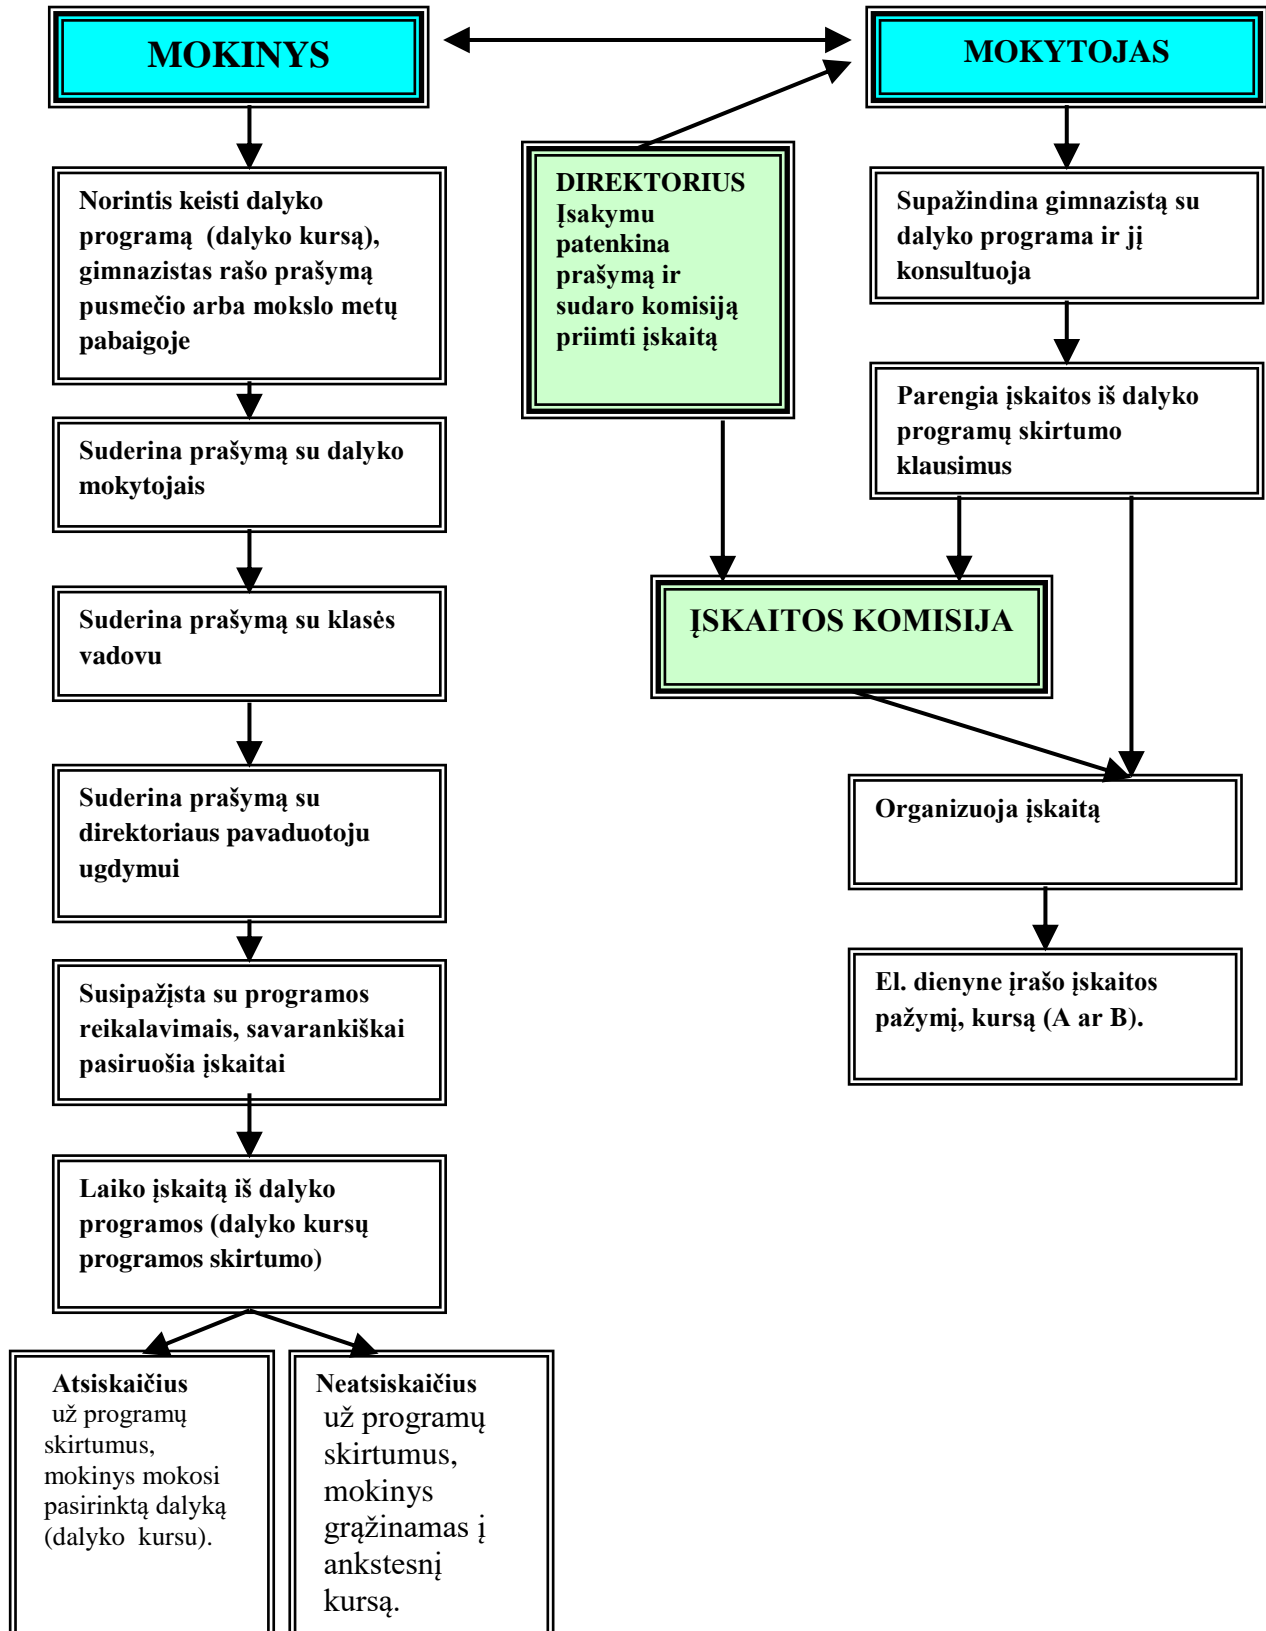 MOKINYS
MOKYTOJAS
Norintis keisti dalyko
programą  (dalyko kursą),
gimnazistas rašo prašymą
pusmečio arba mokslo metų
pabaigoje
DIREKTORIUS
Įsakymu
patenkina
prašymą ir
sudaro komisiją
priimti įskaitą
Supažindina gimnazistą su
dalyko programa ir jį
konsultuoja
Parengia įskaitos iš dalyko
programų skirtumo
klausimus
Suderina prašymą su dalyko
mokytojais
Suderina prašymą su klasės
vadovu
ĮSKAITOS KOMISIJA
Suderina prašymą su
direktoriaus pavaduotoju
ugdymui
Organizuoja įskaitą
Susipažįsta su programos
reikalavimais, savarankiškai
pasiruošia įskaitai
El. dienyne įrašo įskaitos
pažymį, kursą (A ar B).
Laiko įskaitą iš dalyko
programos (dalyko kursų
programos skirtumo)
Atsiskaičius
už programų
skirtumus,
mokinys mokosi
pasirinktą dalyką
(dalyko  kursu).
Neatsiskaičius
už programų
skirtumus,
mokinys
grąžinamas į
ankstesnį
kursą.